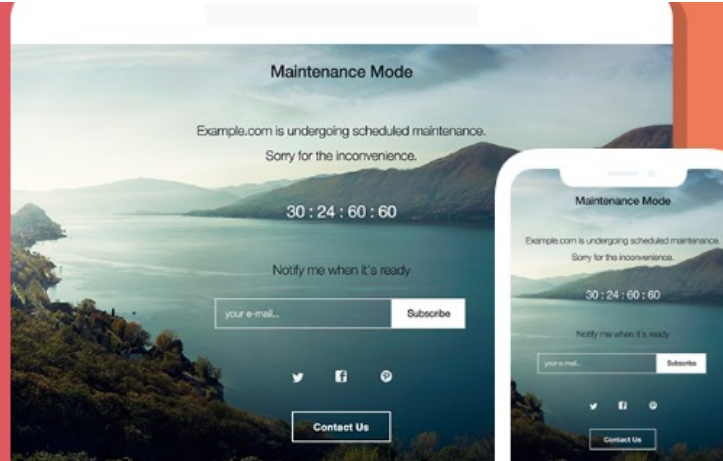 Maintenance Mode
Example.com is undergoing scheduled maintenance.
Sorry for the inconvenience.
30 : 24 : 60 : 60
Notify me when it's ready
your e-mail...
Subscribe
Contact Us
Maintenance Mode
Example.com is undergoing scheduled maintenance.
Sorry for the inconvenience.
30 : 24 : 60 : 60
Notify me when it's ready
your e-mail...
Subscribe
Contact Us